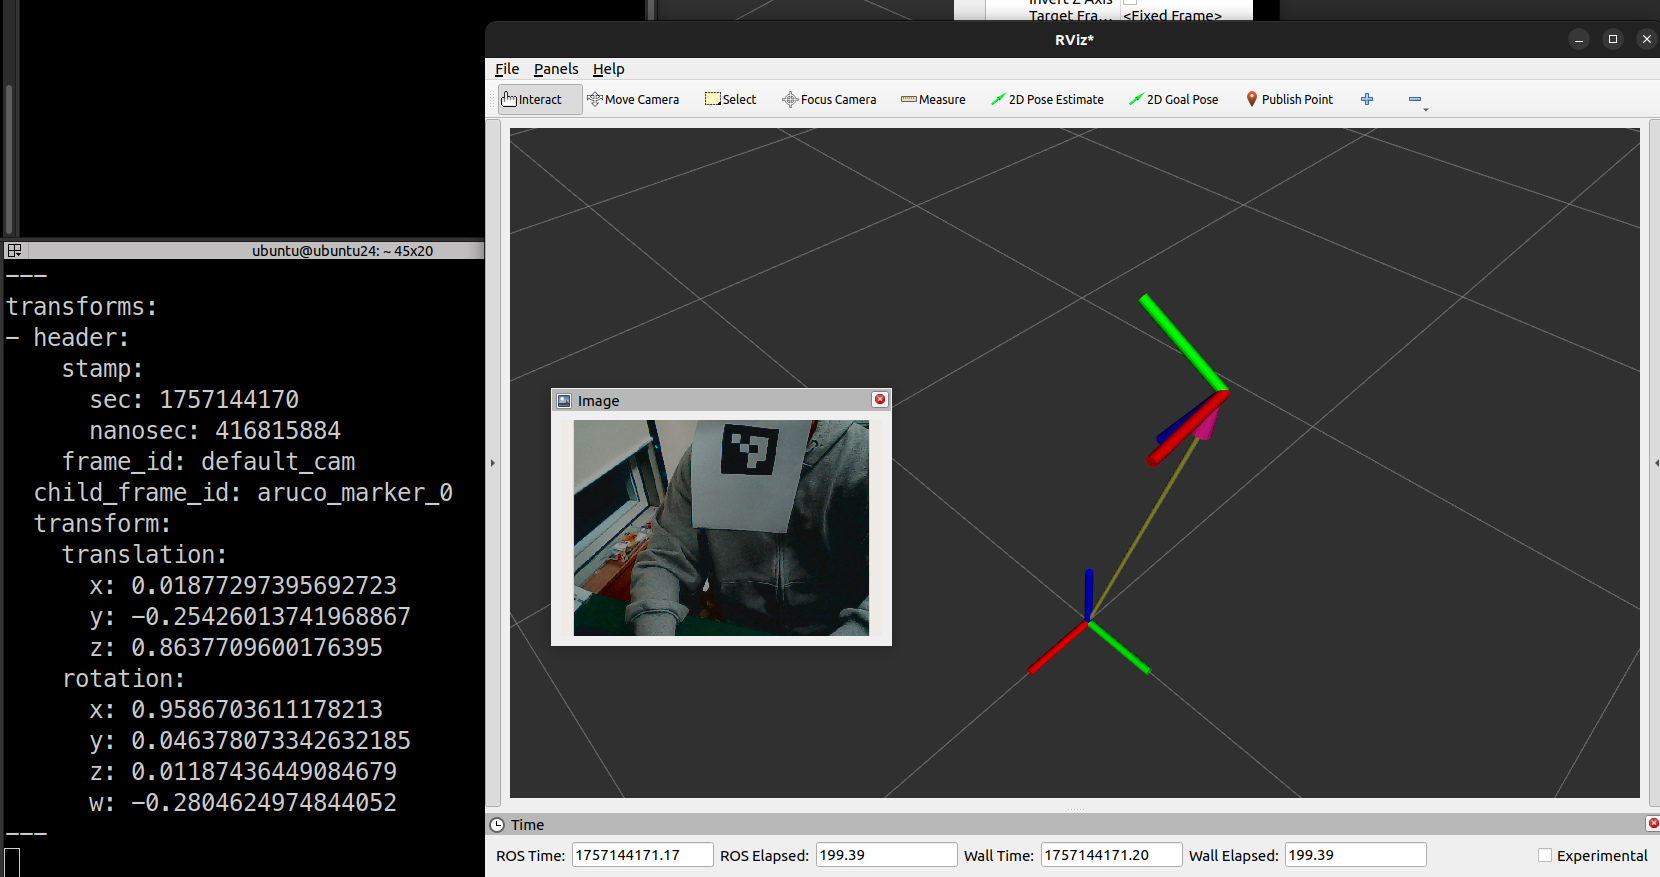 Invert Z Axis
Target Fra... <Fixed Frame>
RViz*
File Panels Help
Interact Move Camera Select Focus Camera Measure 2D Pose Estimate 2D Goal Pose Publish Point
ubuntu@ubuntu24: ~ 45x20
---
transforms:
- header:
stamp:
sec: 1757144170
nanosec: 416815884
frame_id: default_cam
child_frame_id: aruco_marker_0
transform:
translation:
x: 0.01877297395692723
y: -0.25426013741968867
z: 0.8637709600176395
rotation:
x: 0.9586703611178213
y: 0.046378073342632185
z: 0.01187436449084679
w: -0.2804624974844052
---
Image
Time
ROS Time: 1757144171.17 ROS Elapsed: 199.39 Wall Time: 1757144171.20 Wall Elapsed: 199.39 Experimental